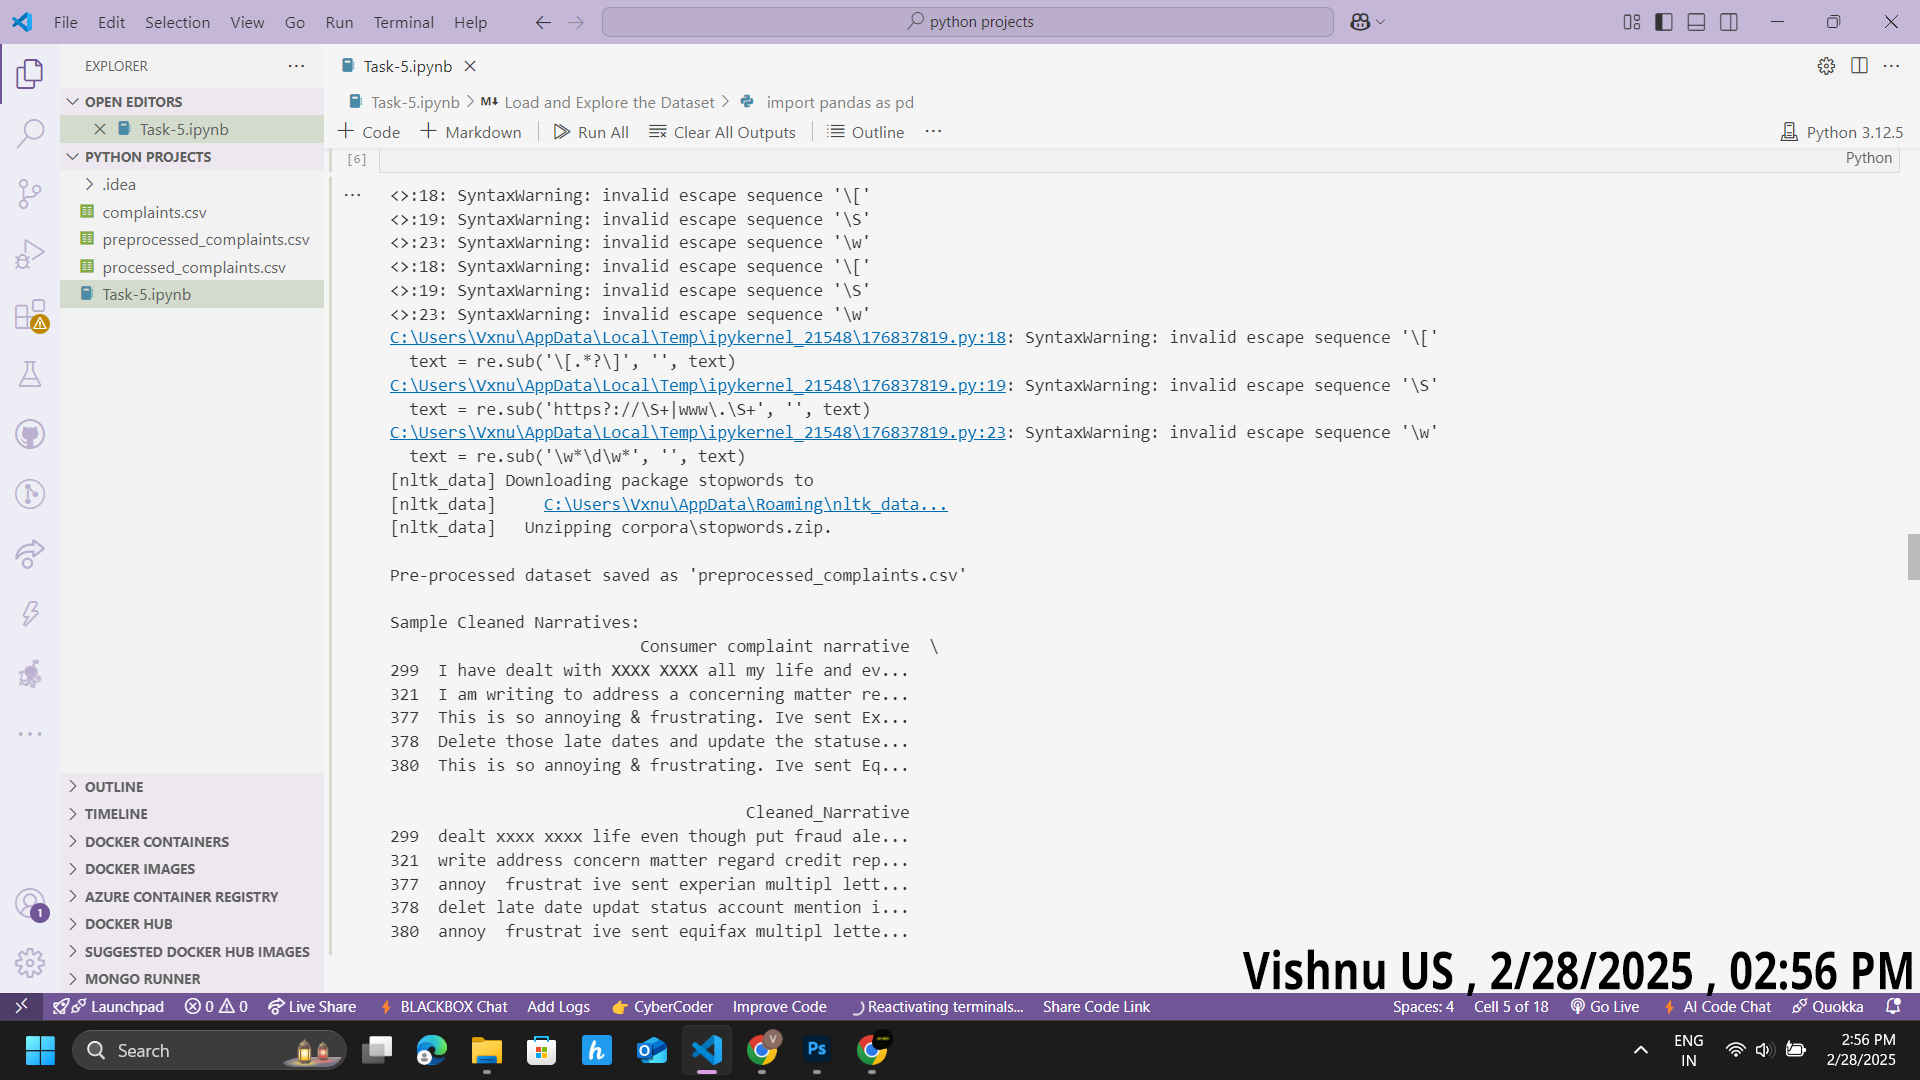 File Edit Selection View Go Run Terminal Help
python projects
EXPLORER
OPEN EDITORS
Task-5.ipynb
PYTHON PROJECTS
.idea
complaints.csv
preprocessed_complaints.csv
processed_complaints.csv
Task-5.ipynb
OUTLINE
TIMELINE
DOCKER CONTAINERS
DOCKER IMAGES
AZURE CONTAINER REGISTRY
DOCKER HUB
SUGGESTED DOCKER HUB IMAGES
MONGO RUNNER
1
Task-5.ipynb
Task-5.ipynb > M↓ Load and Explore the Dataset > import pandas as pd
+ Code + Markdown Run All Clear All Outputs Outline ... Python 3.12.5
[6] Python
<>:18: SyntaxWarning: invalid escape sequence '\['
<>:19: SyntaxWarning: invalid escape sequence '\S'
<>:23: SyntaxWarning: invalid escape sequence '\w'
<>:18: SyntaxWarning: invalid escape sequence '\['
<>:19: SyntaxWarning: invalid escape sequence '\S'
<>:23: SyntaxWarning: invalid escape sequence '\w'
C:\Users\Vxnu\AppData\Local\Temp\ipykernel_21548\176837819.py:18: SyntaxWarning: invalid escape sequence '\['
  text = re.sub('\[.*?\]', '', text)
C:\Users\Vxnu\AppData\Local\Temp\ipykernel_21548\176837819.py:19: SyntaxWarning: invalid escape sequence '\S'
  text = re.sub('https?://\S+|www\.\S+', '', text)
C:\Users\Vxnu\AppData\Local\Temp\ipykernel_21548\176837819.py:23: SyntaxWarning: invalid escape sequence '\w'
  text = re.sub('\w*\d\w*', '', text)
[nltk_data] Downloading package stopwords to
[nltk_data]     C:\Users\Vxnu\AppData\Roaming\nltk_data...
[nltk_data]   Unzipping corpora\stopwords.zip.
Pre-processed dataset saved as 'preprocessed_complaints.csv'
Sample Cleaned Narratives:
Consumer complaint narrative  \
299  I have dealt with XXXX XXXX all my life and ev...
321  I am writing to address a concerning matter re...
377  This is so annoying & frustrating. Ive sent Ex...
378  Delete those late dates and update the statuse...
380  This is so annoying & frustrating. Ive sent Eq...
Cleaned_Narrative
299  dealt xxxx xxxx life even though put fraud ale...
321  write address concern matter regard credit rep...
377  annoy  frustrat ive sent experian multipl lett...
378  delet late date updat status account mention i...
380  annoy  frustrat ive sent equifax multipl lette...
Vishnu US , 2/28/2025 , 02:56 PM
Launchpad 0 0 Live Share BLACKBOX Chat Add Logs CyberCoder Improve Code Reactivating terminals... Share Code Link Spaces: 4 Cell 5 of 18 Go Live AI Code Chat Quokka
Search
h
Ps
V
ENG
IN
2:56 PM
2/28/2025